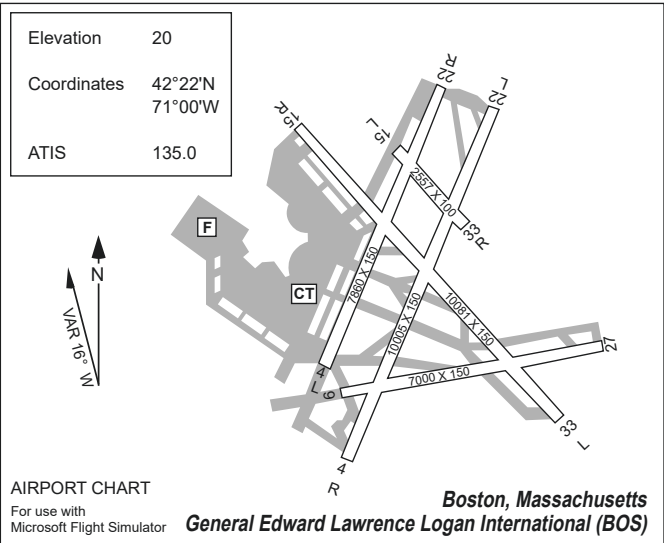 Elevation 20
Coordinates 42°22'N
71°00'W
ATIS 135.0
R
22
L
22
15
R
15
L
2557 X 100
33
R
F
N
VAR 16° W
CT
7860 X 150
10005 X 150
10081 X 150
27
7000 X 150
4
L
9
33
L
4
R
AIRPORT CHART
For use with
Microsoft Flight Simulator
Boston, Massachusetts
General Edward Lawrence Logan International (BOS)